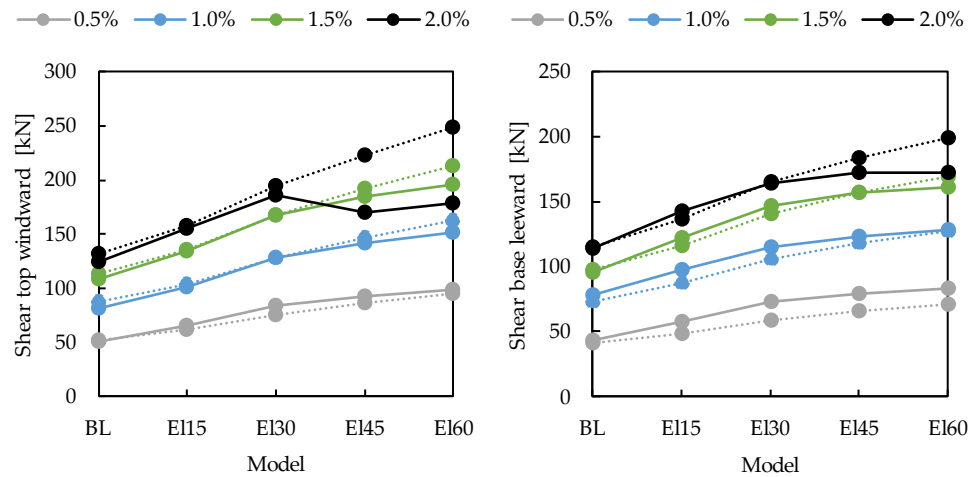 0.5% 1.0% 1.5% 2.0%
Shear top windward [kN]
300
250
200
150
100
50
0
BL El15 El30 El45 El60
Model
0.5% 1.0% 1.5% 2.0%
Shear base leeward [kN]
250
200
150
100
50
0
BL El15 El30 El45 El60
Model